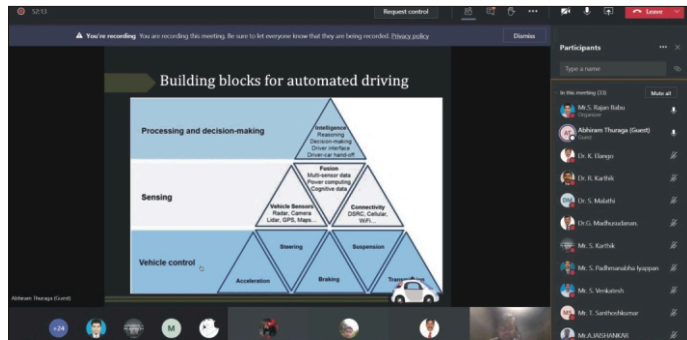 52:13
Request control
Leave
You're recording You are recording this meeting. Be sure to let everyone know that they are being recorded. Privacy policy
Dismiss
Building blocks for automated driving
Processing and decision-making
Intelligence
Reasoning
Decision-making
Driver interface
Driver-car hand-off
Sensing
Fusion
Multi-sensor data
Power computing
Cognitive data
Vehicle Sensors
Radar, Camera
Lidar, GPS, Maps...
Connectivity
DSRC, Cellular,
WiFi...
Vehicle control
Steering
Suspension
Acceleration
Braking
Abhiram Thuraga (Guest)
+24
M
Participants
Type a name
In this meeting (33)
Mute all
Mr.S. Rajan Babu
Organizer
Abhiram Thuraga (Guest)
Guest
Dr. K. Elango
Dr. R. Karthik
Dr. S. Malathi
Dr.G. Madhusudanan.
Mr. S. Karthik
Mr. S. Padhmanabha Iyappan
Mr. S. Venkatesh
MS
Mr. T. Santhoshkumar
Mr.A.JAISHANKAR